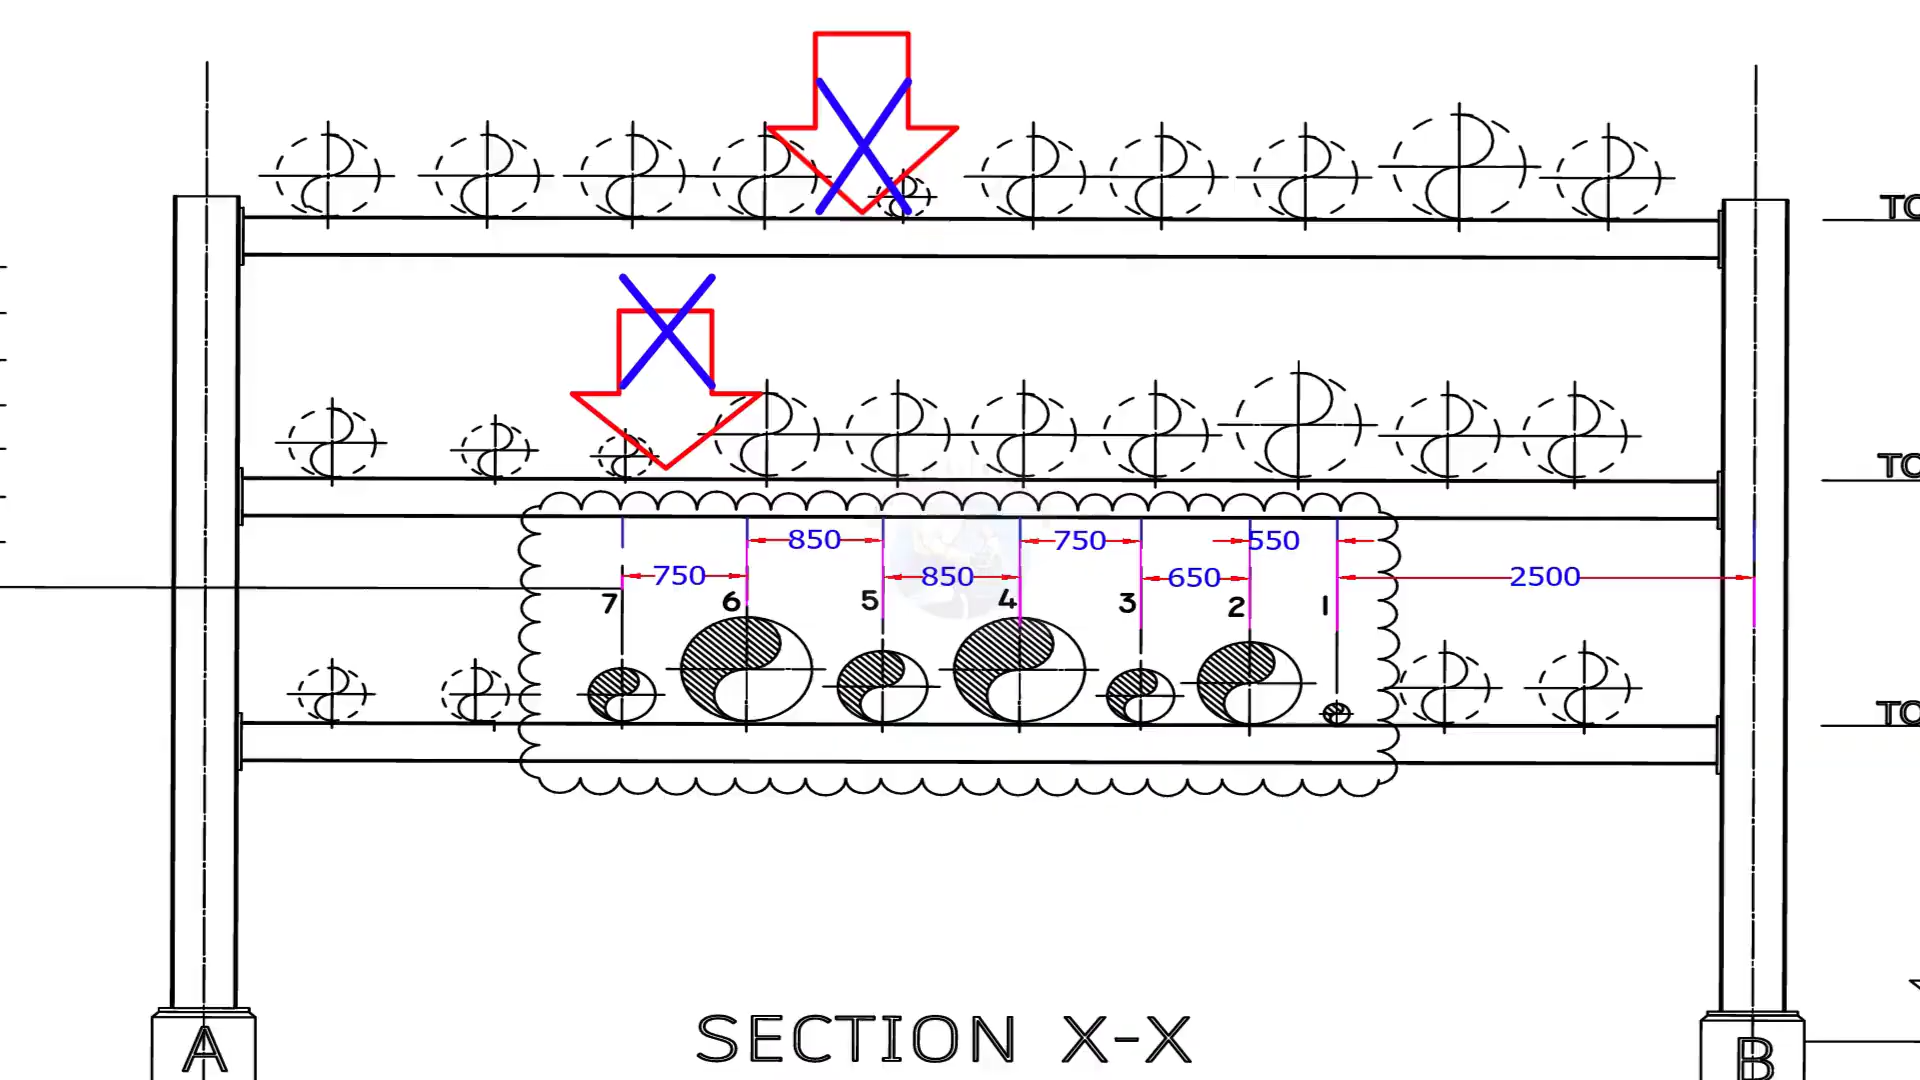 TO
TO
850 750 550
750 850 650 2500
7 6 5 4 3 2 1
TO
SECTION X-X
A B